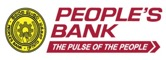 PEOPLE'S
BANK
THE PULSE OF THE PEOPLE